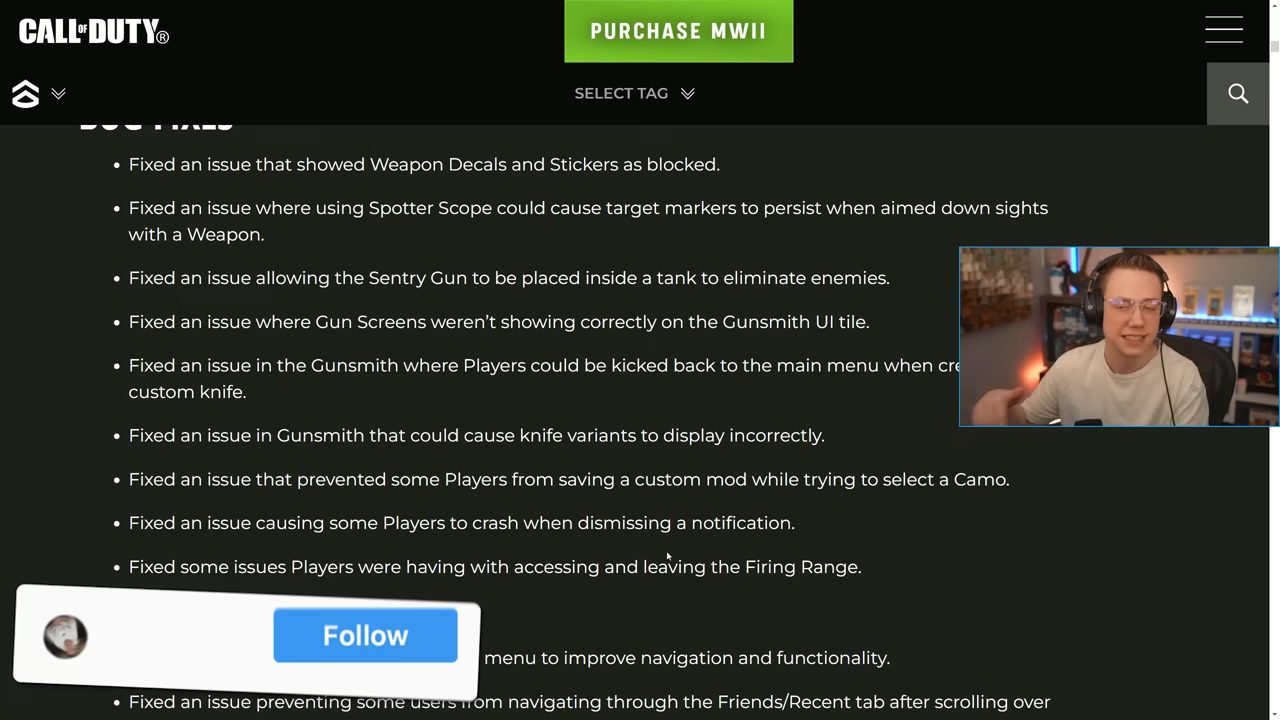 CALL OF DUTY®
PURCHASE MWII
SELECT TAG
BUG FIXES
Fixed an issue that showed Weapon Decals and Stickers as blocked.
Fixed an issue where using Spotter Scope could cause target markers to persist when aimed down sights
with a Weapon.
Fixed an issue allowing the Sentry Gun to be placed inside a tank to eliminate enemies.
Fixed an issue where Gun Screens weren't showing correctly on the Gunsmith UI tile.
Fixed an issue in the Gunsmith where Players could be kicked back to the main menu when cre
custom knife.
Fixed an issue in Gunsmith that could cause knife variants to display incorrectly.
Fixed an issue that prevented some Players from saving a custom mod while trying to select a Camo.
Fixed an issue causing some Players to crash when dismissing a notification.
Fixed some issues Players were having with accessing and leaving the Firing Range.
Follow
menu to improve navigation and functionality.
Fixed an issue preventing some users from navigating through the Friends/Recent tab after scrolling over